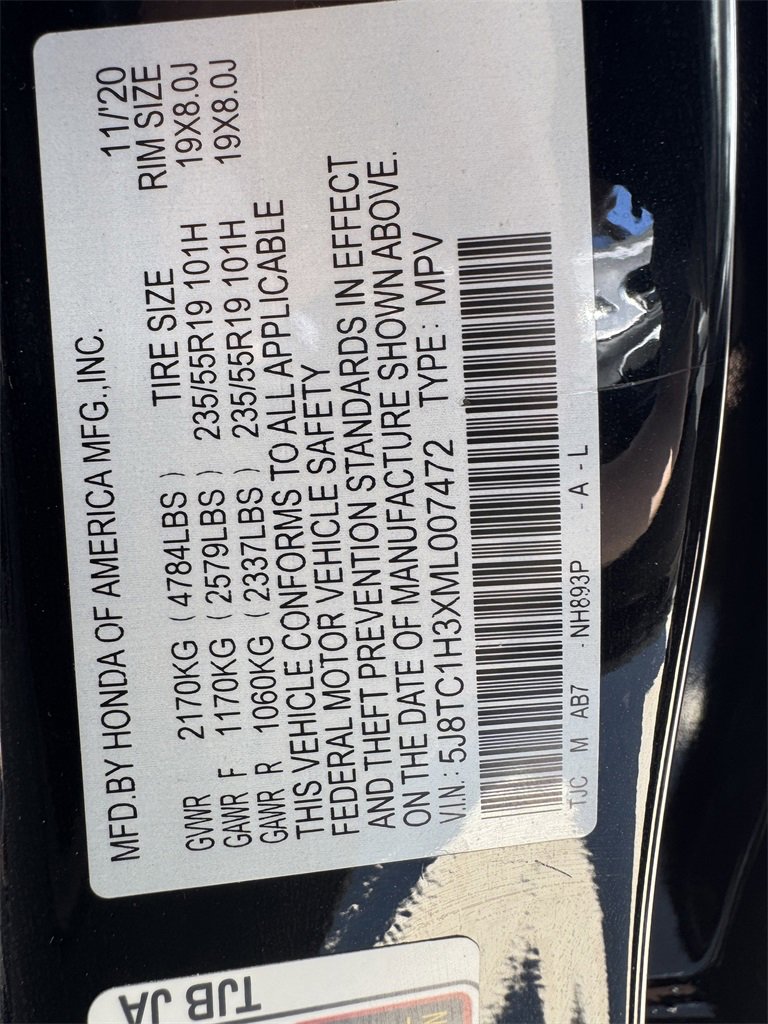 MFD.BY HONDA OF AMERICA MFG.,INC. 11/'20
TIRE SIZE RIM SIZE
GVWR 2170KG ( 4784LBS )
GAWR F 1170KG ( 2579LBS ) 235/55R19 101H 19X8.0J
GAWR R 1060KG ( 2337LBS ) 235/55R19 101H 19X8.0J
THIS VEHICLE CONFORMS TO ALL APPLICABLE
FEDERAL MOTOR VEHICLE SAFETY
AND THEFT PREVENTION STANDARDS IN EFFECT
ON THE DATE OF MANUFACTURE SHOWN ABOVE.
V.I.N.: 5J8TC1H3XML007472 TYPE: MPV
TJC M AB7 -NH893P -A-L
TJB JA